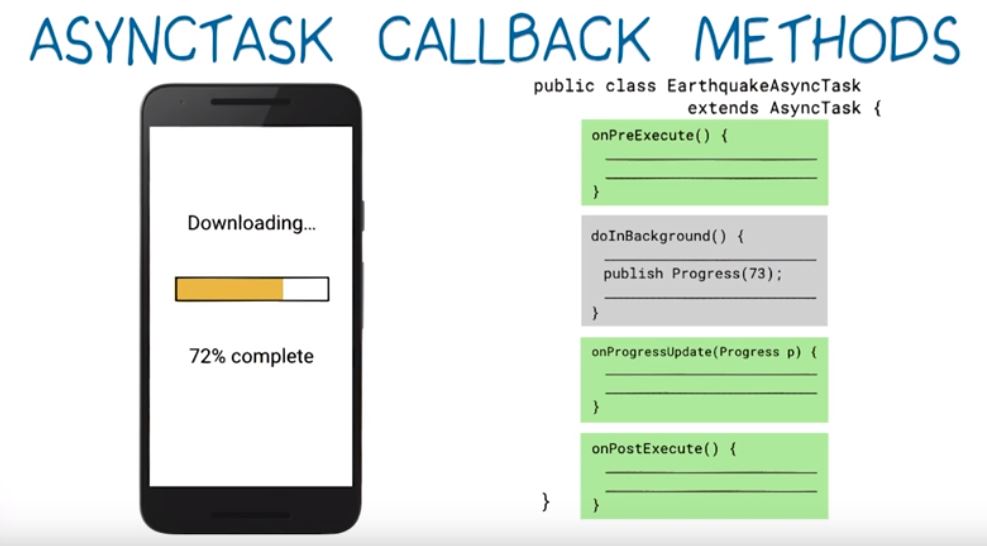 ASYNCTASK CALLBACK METHODS
Downloading...
72% complete
public class EarthquakeAsyncTask
extends AsyncTask {
onPreExecute() {
}
doInBackground() {
publish Progress(73);
}
onProgressUpdate(Progress p) {
}
onPostExecute() {
}
}